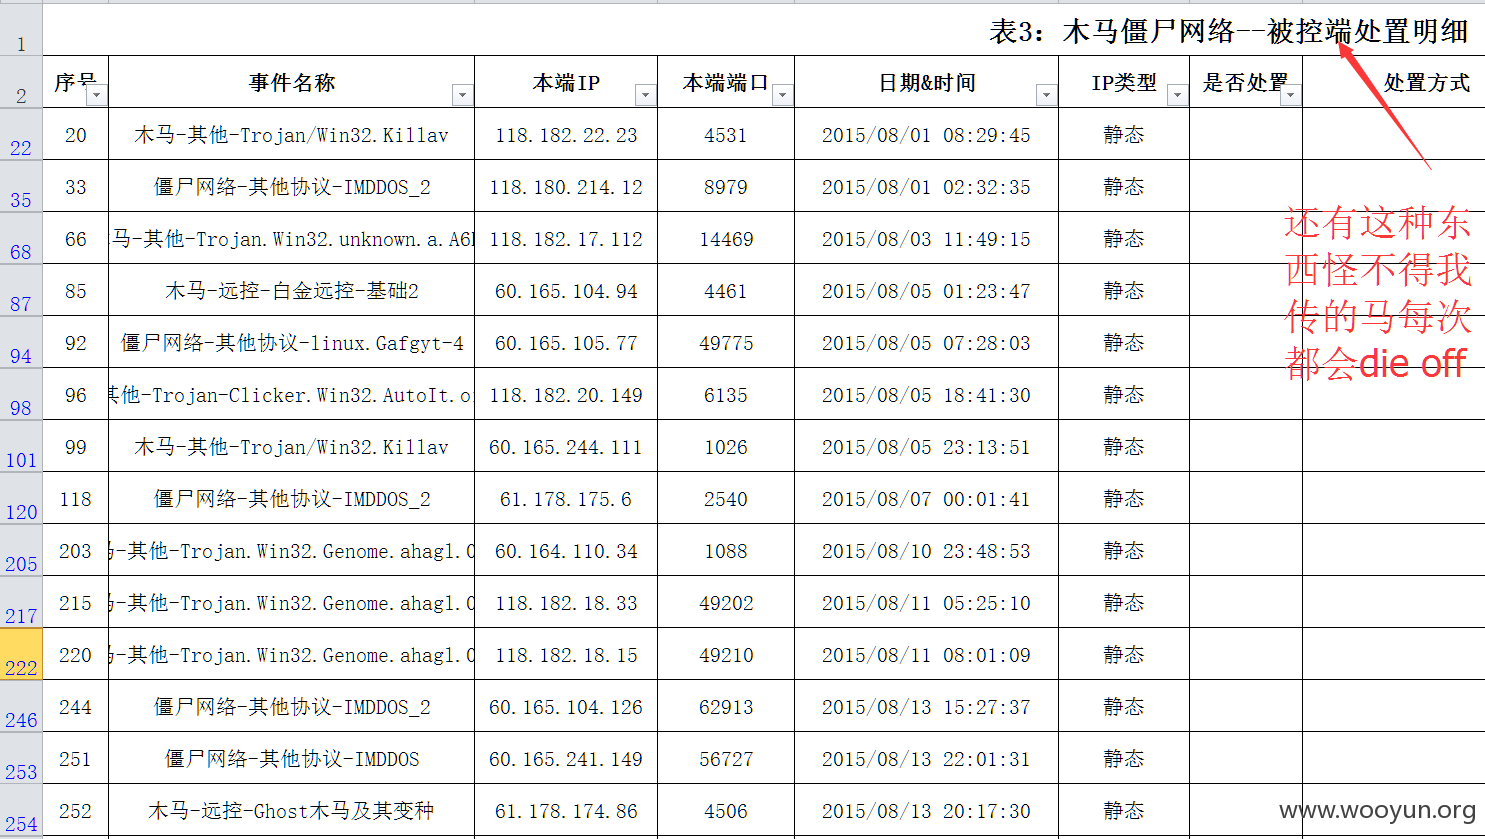 表3：木马僵尸网络--被控端处置明细
1
2 序号 事件名称 本端IP 本端端口 日期&时间 IP类型 是否处置 处置方式
22 20 木马-其他-Trojan/Win32.Killav 118.182.22.23 4531 2015/08/01 08:29:45 静态
35 33 僵尸网络-其他协议-IMDDOS_2 118.180.214.12 8979 2015/08/01 02:32:35 静态
68 66 马-其他-Trojan.Win32.unknown.a.A6 118.182.17.112 14469 2015/08/03 11:49:15 静态
87 85 木马-远控-白金远控-基础2 60.165.104.94 4461 2015/08/05 01:23:47 静态
94 92 僵尸网络-其他协议-linux.Gafgyt-4 60.165.105.77 49775 2015/08/05 07:28:03 静态
98 96 其他-Trojan-Clicker.Win32.AutoIt.o 118.182.20.149 6135 2015/08/05 18:41:30 静态
101 99 木马-其他-Trojan/Win32.Killav 60.165.244.111 1026 2015/08/05 23:13:51 静态
120 118 僵尸网络-其他协议-IMDDOS_2 61.178.175.6 2540 2015/08/07 00:01:41 静态
205 203 -其他-Trojan.Win32.Genome.ahagl. 60.164.110.34 1088 2015/08/10 23:48:53 静态
217 215 -其他-Trojan.Win32.Genome.ahagl. 118.182.18.33 49202 2015/08/11 05:25:10 静态
222 220 -其他-Trojan.Win32.Genome.ahagl. 118.182.18.15 49210 2015/08/11 08:01:09 静态
246 244 僵尸网络-其他协议-IMDDOS_2 60.165.104.126 62913 2015/08/13 15:27:37 静态
253 251 僵尸网络-其他协议-IMDDOS 60.165.241.149 56727 2015/08/13 22:01:31 静态
254 252 木马-远控-Ghost木马及其变种 61.178.174.86 4506 2015/08/13 20:17:30 静态
还有这种东
西怪不得我
传的马每次
都会die off
www.wooyun.org